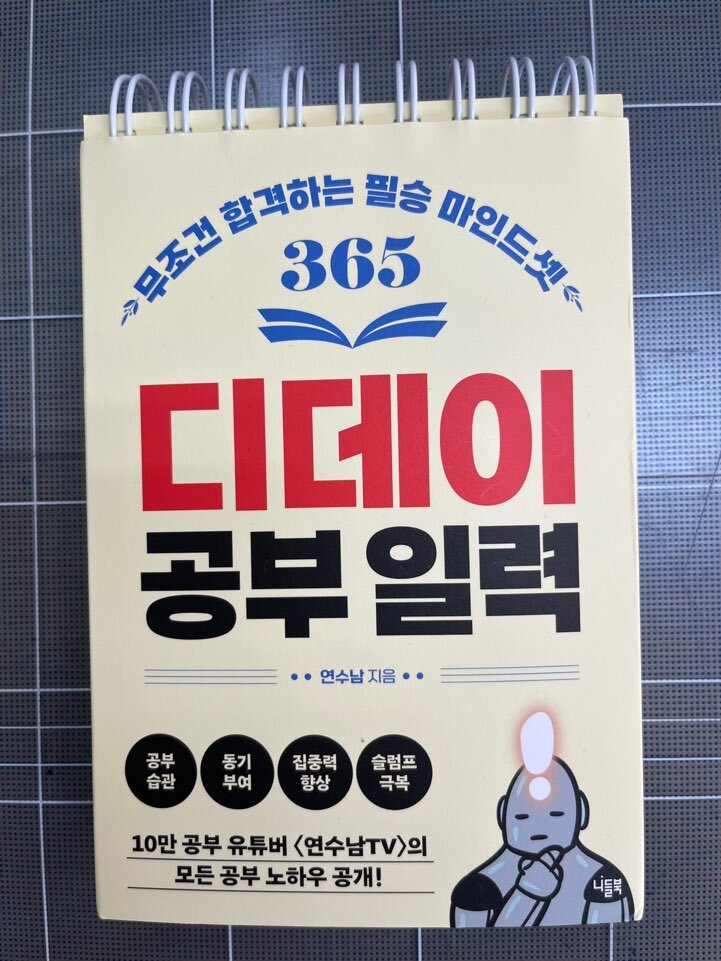 무조건 합격하는 필승 마인드셋
365
디데이
공부 일력
연수남 지음
공부
습관
동기
부여
집중력
향상
슬럼프
극복
10만 공부 유튜버 〈연수남TV〉의
모든 공부 노하우 공개!
니들북